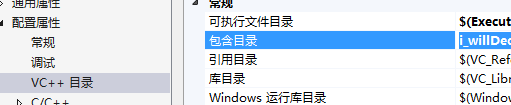 通用属性
配置属性
常规
调试
VC++ 目录
C/C++
常规
可执行文件目录 $(Execut
包含目录 i_willDec
引用目录 $(VC_Refe
库目录 $(VC_Libr
Windows 运行库目录 $(Window